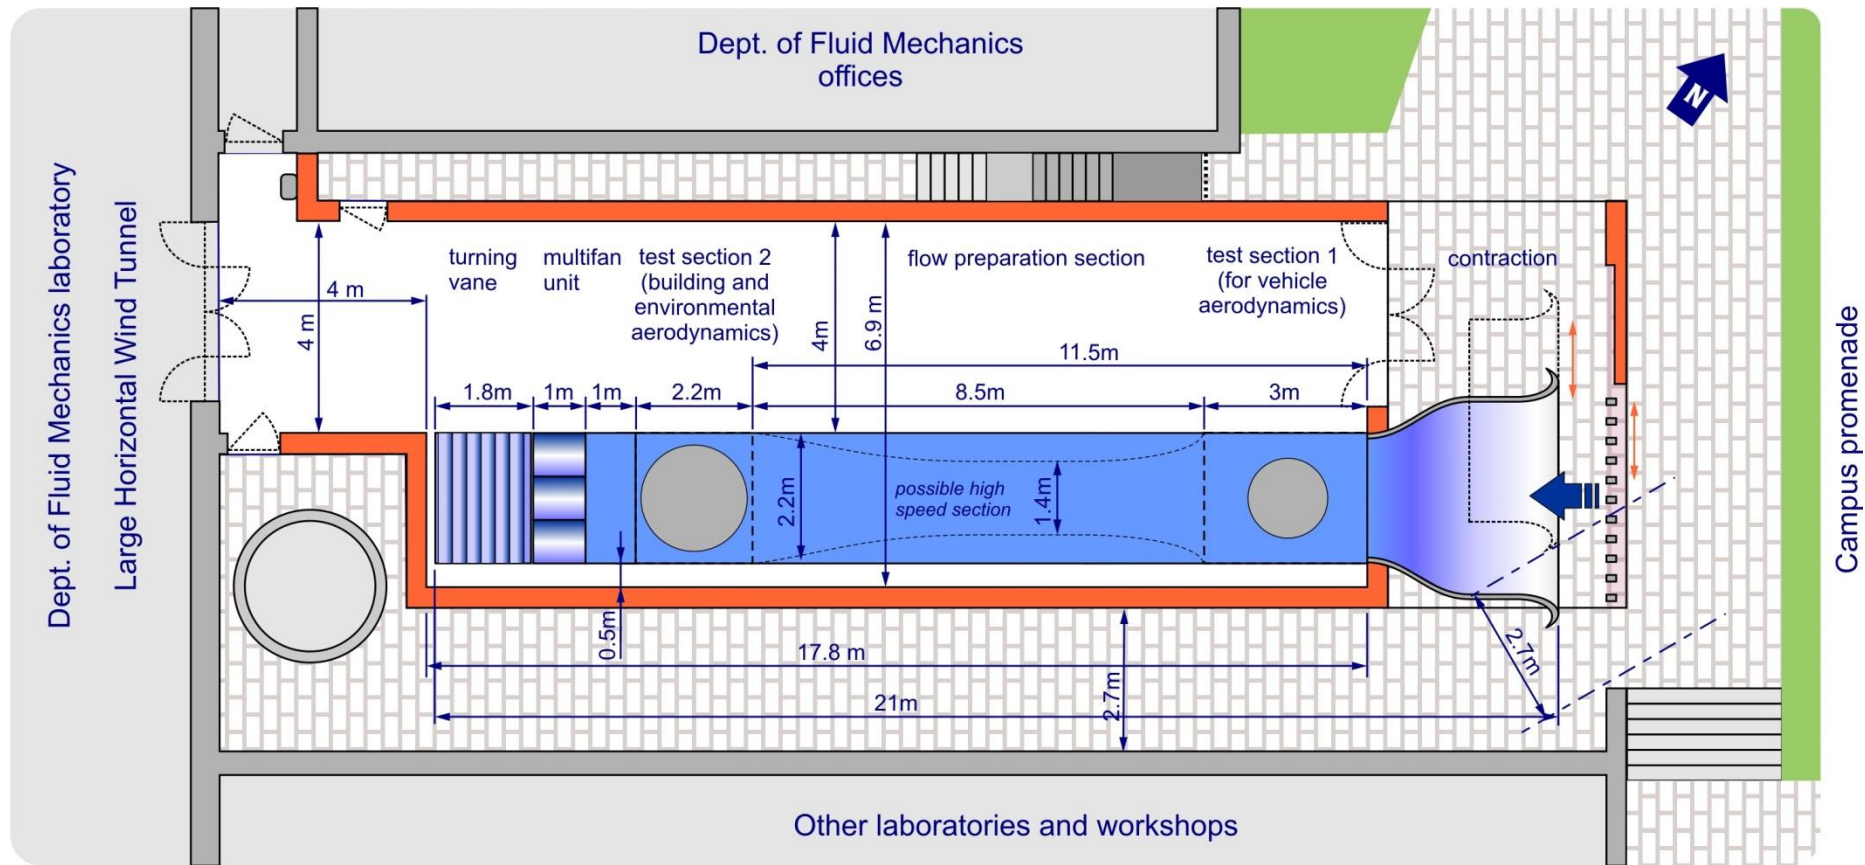 Dept. of Fluid Mechanics
offices
N
Dept. of Fluid Mechanics laboratory
Large Horizontal Wind Tunnel
Campus promenade
turning
vane
multifan
unit
test section 2
(building and
environmental
aerodynamics)
flow preparation section
test section 1
(for vehicle
aerodynamics)
contraction
4 m
4 m
4m
6.9 m
11.5m
1.8m
1m
1m
2.2m
8.5m
3m
2.2m
possible high
speed section
1.4m
0.5m
17.8 m
2.7m
2.7m
21m
Other laboratories and workshops